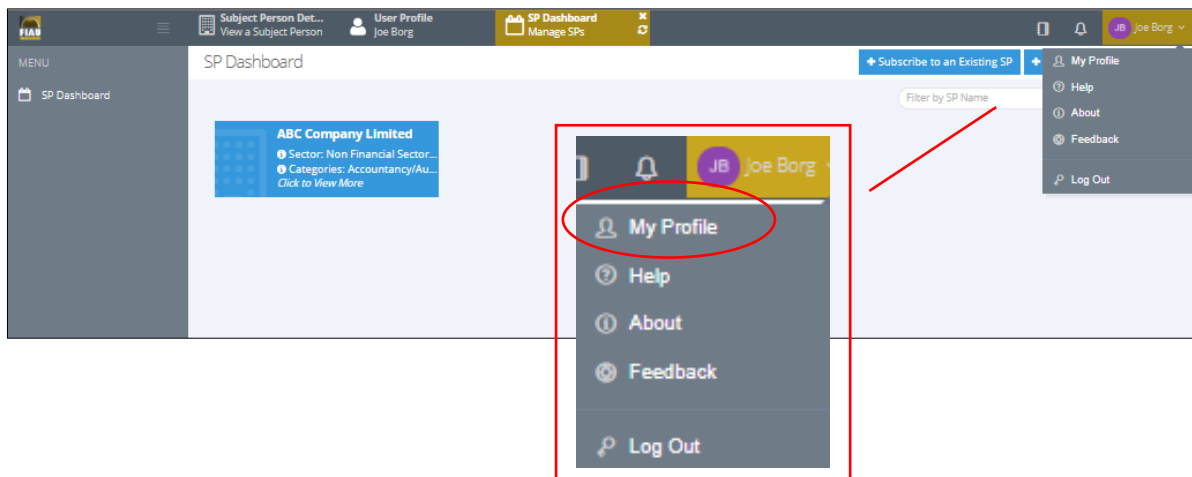 FIAU
Subject Person Det...
View a Subject Person
User Profile
Joe Borg
SP Dashboard
Manage SPs
JB Joe Borg
MENU
SP Dashboard
SP Dashboard
Subscribe to an Existing SP
Filter by SP Name
My Profile
Help
About
Feedback
Log Out
ABC Company Limited
Sector: Non Financial Sector...
Categories: Accountancy/Au...
Click to View More
JB Joe Borg
My Profile
Help
About
Feedback
Log Out